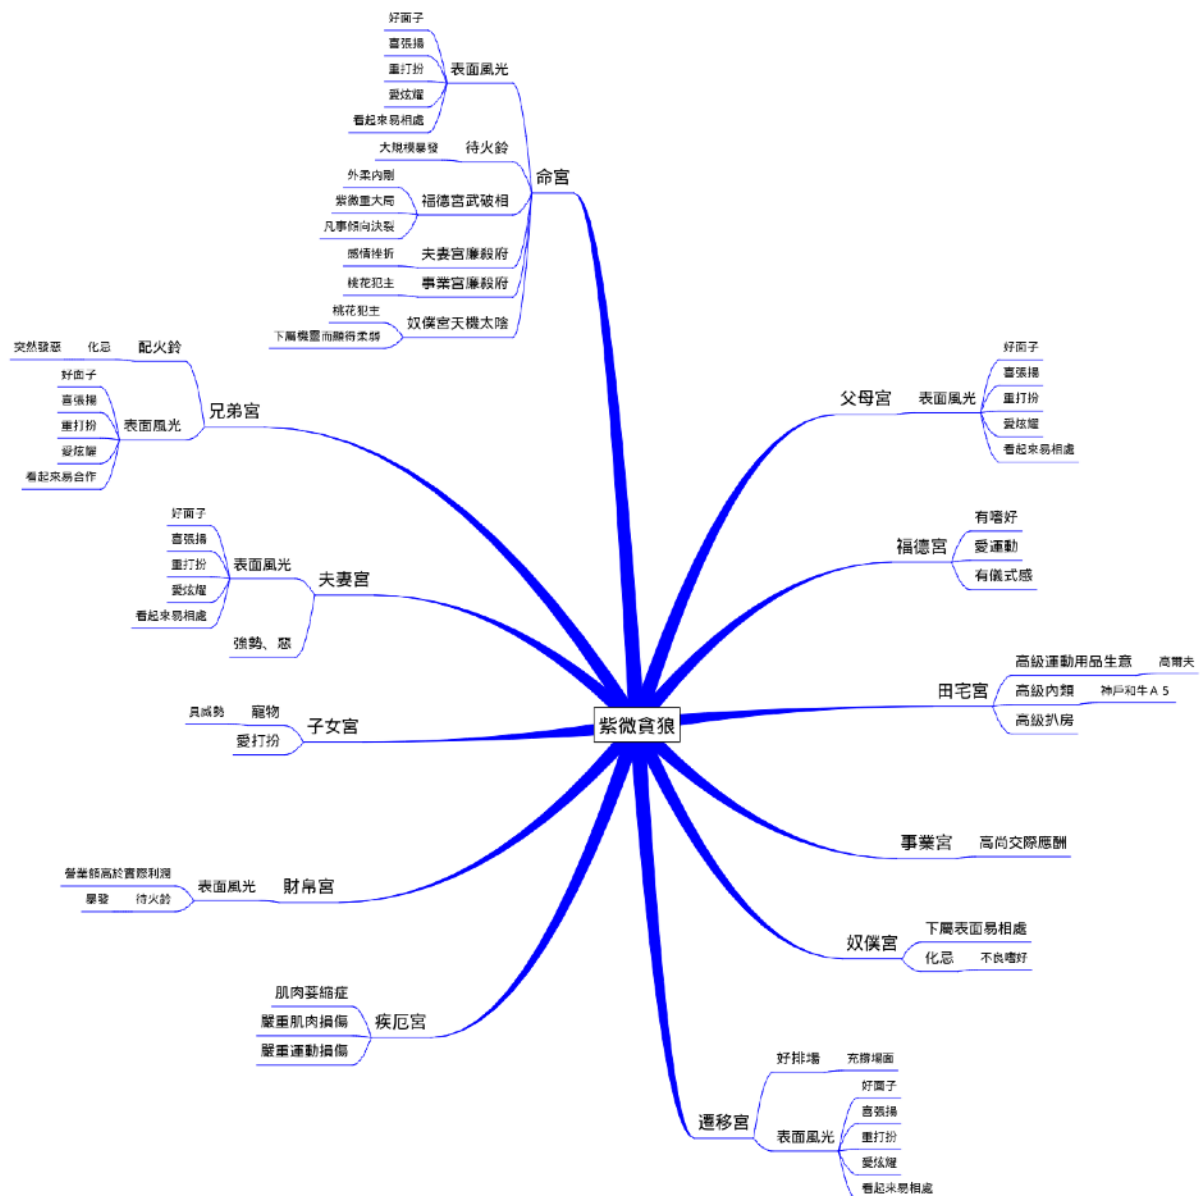 紫微貪狼
命宮
表面風光
好面子
喜張揚
重打扮
愛炫耀
看起來易相處
待火鈴
大規模暴發
福德宮武破相
外柔內剛
紫微重大局
凡事傾向決裂
夫妻宮廉殺府
感情挫折
事業宮廉殺府
桃花犯主
奴僕宮天機太陰
桃花犯主
下屬機靈而顯得柔弱
兄弟宮
配火鈴
化忌
突然發惡
表面風光
好面子
喜張揚
重打扮
愛炫耀
看起來易合作
夫妻宮
表面風光
好面子
喜張揚
重打扮
愛炫耀
看起來易相處
強勢、惡
子女宮
寵物
具威勢
愛打扮
財帛宮
表面風光
營業額高於實際利潤
待火鈴
暴發
疾厄宮
肌肉萎縮症
嚴重肌肉損傷
嚴重運動損傷
父母宮
表面風光
好面子
喜張揚
重打扮
愛炫耀
看起來易相處
福德宮
有嗜好
愛運動
有儀式感
田宅宮
高級運動用品生意
高爾夫
高級肉類
神戶和牛A5
高級扒房
事業宮
高尚交際應酬
奴僕宮
下屬表面易相處
化忌
不良嗜好
遷移宮
好排場
充撐場面
表面風光
好面子
喜張揚
重打扮
愛炫耀
看起來易相處